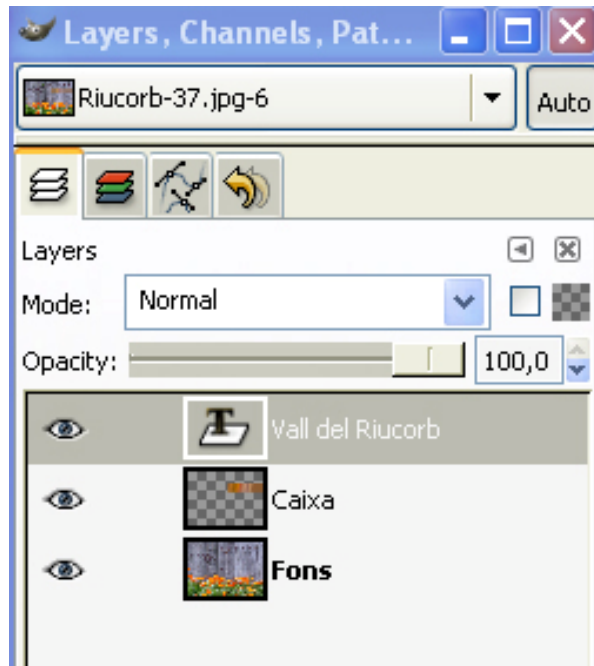 Layers, Channels, Pat...
Riucorb-37.jpg-6
Auto
Layers
Mode: Normal
Opacity: 100,0
Vall del Riucorb
Caixa
Fons